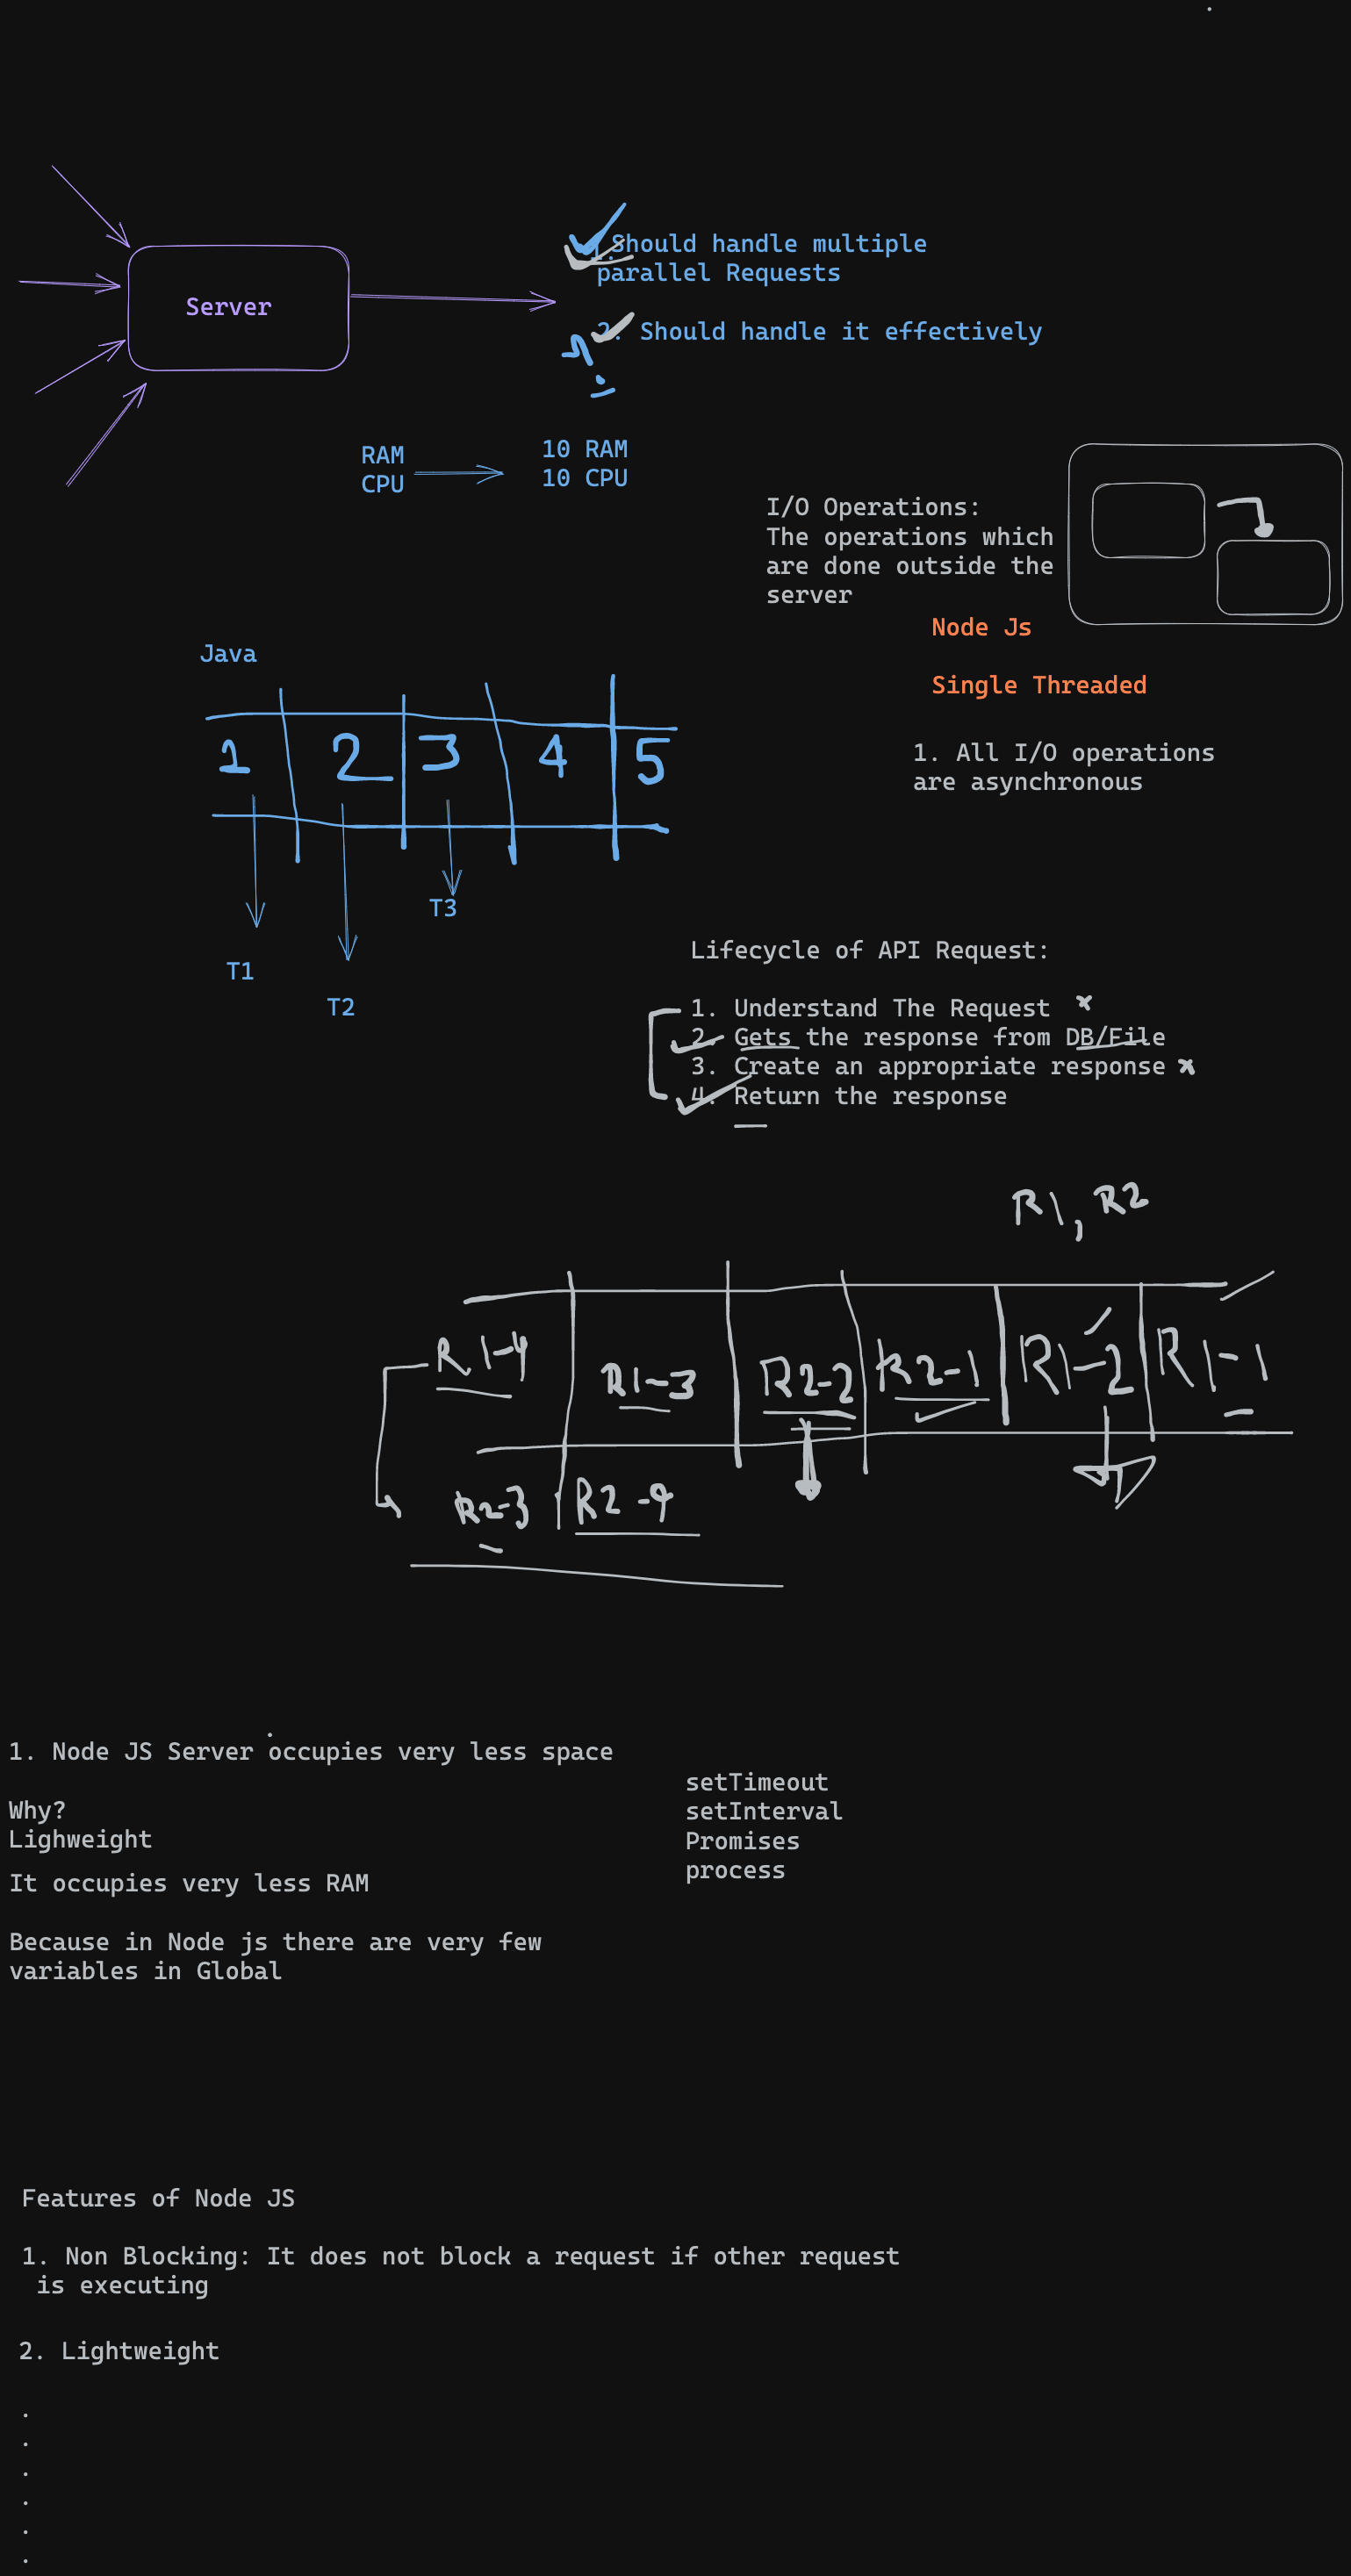 Server
1. Should handle multiple
parallel Requests
2. Should handle it effectively
RAM
CPU
10 RAM
10 CPU
I/O Operations:
The operations which
are done outside the
server
Node Js
Single Threaded
1. All I/O operations
are asynchronous
Java
1 2 3 4 5
T1
T2
T3
Lifecycle of API Request:
1. Understand The Request
2. Gets the response from DB/File
3. Create an appropriate response
4. Return the response
R1, R2
R1-4 R1-3 R2-2 R2-1 R1-2 R1-1
R2-3 R2-4
1. Node JS Server occupies very less space
Why?
Lighweight
It occupies very less RAM
Because in Node js there are very few
variables in Global
setTimeout
setInterval
Promises
process
Features of Node JS
1. Non Blocking: It does not block a request if other request
is executing
2. Lightweight
.
.
.
.
.
.